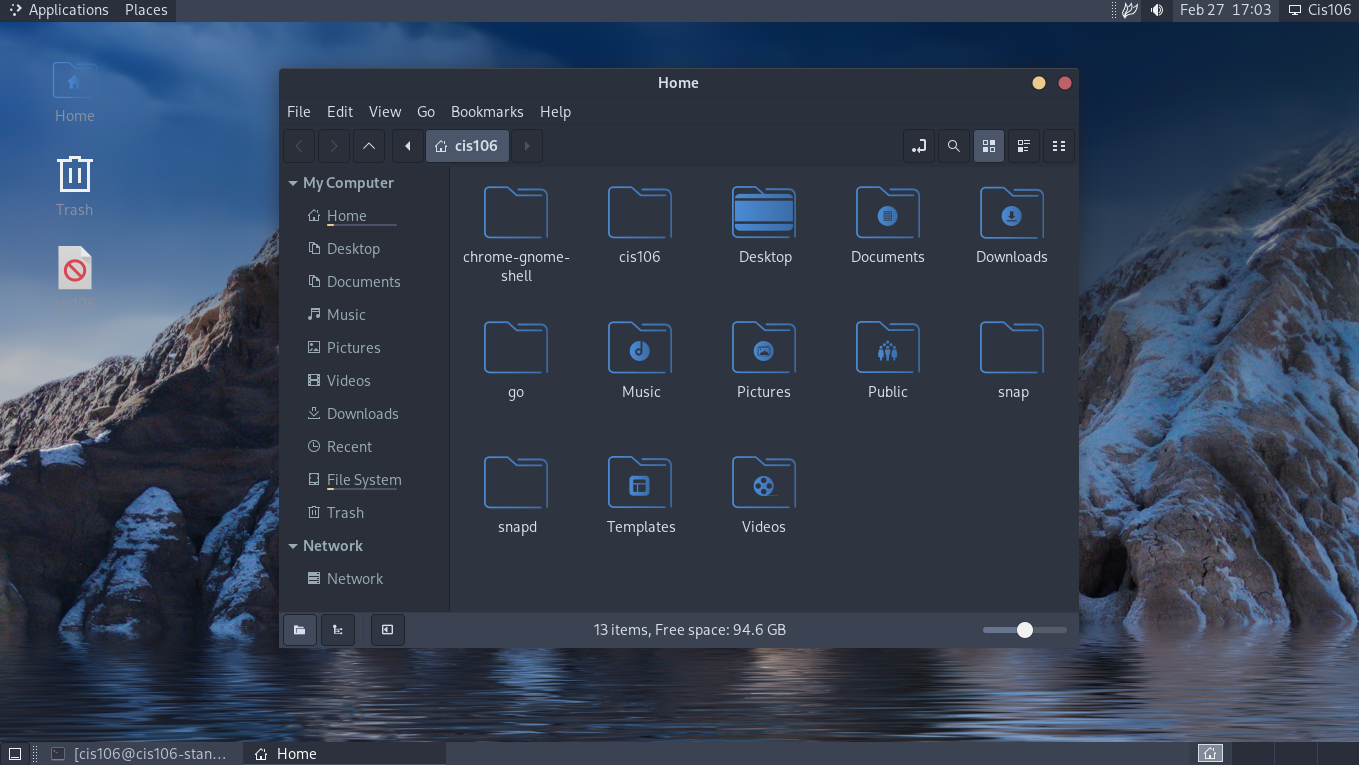 Applications Places Feb 27 17:03 Cis106
Home
Trash
Home
File Edit View Go Bookmarks Help
cis106
My Computer
Home
Desktop
Documents
Music
Pictures
Videos
Downloads
Recent
File System
Trash
Network
Network
chrome-gnome-
shell
cis106
Desktop
Documents
Downloads
go
Music
Pictures
Public
snap
snapd
Templates
Videos
13 items, Free space: 94.6 GB
[cis106@cis106-stan... Home